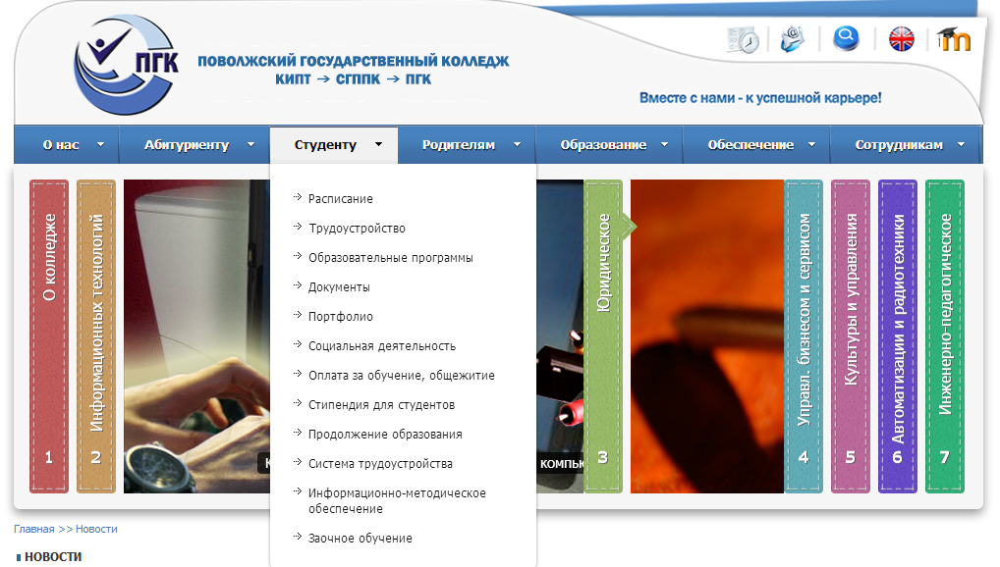 ПГК
ПОВОЛЖСКИЙ ГОСУДАРСТВЕННЫЙ КОЛЛЕДЖ
КИПТ → СГППК → ПГК
Вместе с нами - к успешной карьере!
О нас
Абитуриенту
Студенту
Родителям
Образование
Обеспечение
Сотрудникам
Расписание
Трудоустройство
Образовательные программы
Документы
Портфолио
Социальная деятельность
Оплата за обучение, общежитие
Стипендия для студентов
Продолжение образования
Система трудоустройства
Информационно-методическое
обеспечение
Заочное обучение
О колледже
1
Информационных технологий
2
Юридическое
3
Управл. бизнесом и сервисом
4
Культуры и управления
5
Автоматизации и радиотехники
6
Инженерно-педагогическое
7
Главная >> Новости
НОВОСТИ